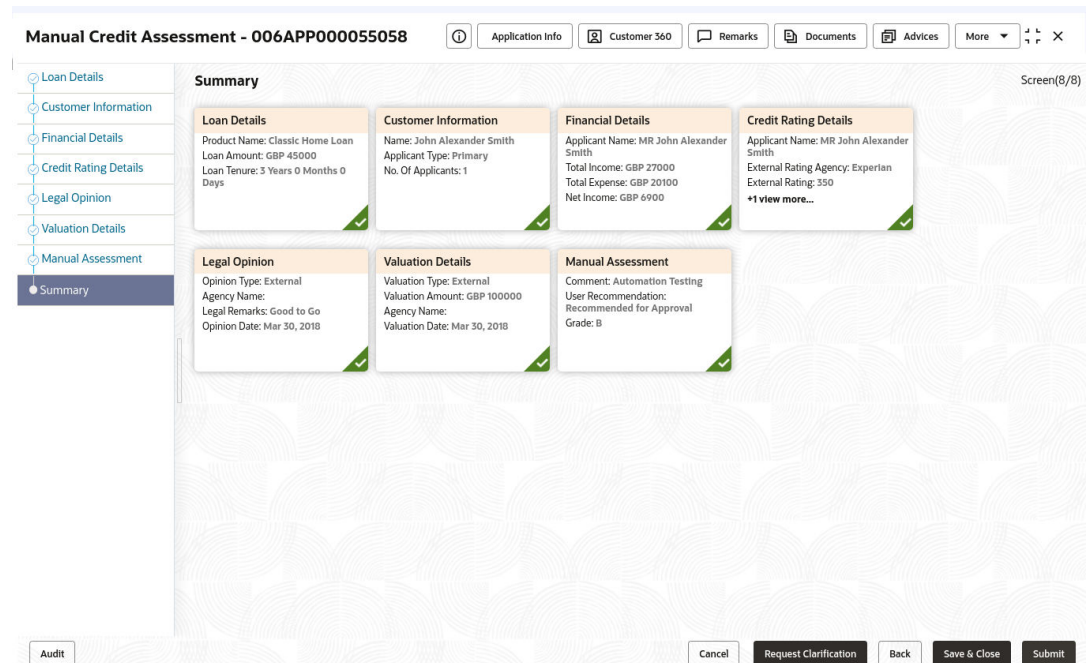 Manual Credit Assessment - 006APP000055058
Application Info
Customer 360
Remarks
Documents
Advices
More
Loan Details
Customer Information
Financial Details
Credit Rating Details
Legal Opinion
Valuation Details
Manual Assessment
Summary
Summary
Screen(8/8)
Loan Details
Product Name: Classic Home Loan
Loan Amount: GBP 45000
Loan Tenure: 3 Years 0 Months 0
Days
Customer Information
Name: John Alexander Smith
Applicant Type: Primary
No. Of Applicants: 1
Financial Details
Applicant Name: MR John Alexander
Smith
Total Income: GBP 27000
Total Expense: GBP 20100
Net Income: GBP 6900
Credit Rating Details
Applicant Name: MR John Alexander
Smith
External Rating Agency: Experian
External Rating: 350
+1 view more...
Legal Opinion
Opinion Type: External
Agency Name:
Legal Remarks: Good to Go
Opinion Date: Mar 30, 2018
Valuation Details
Valuation Type: External
Valuation Amount: GBP 100000
Agency Name:
Valuation Date: Mar 30, 2018
Manual Assessment
Comment: Automation Testing
User Recommendation:
Recommended for Approval
Grade: B
Audit
Cancel
Request Clarification
Back
Save & Close
Submit